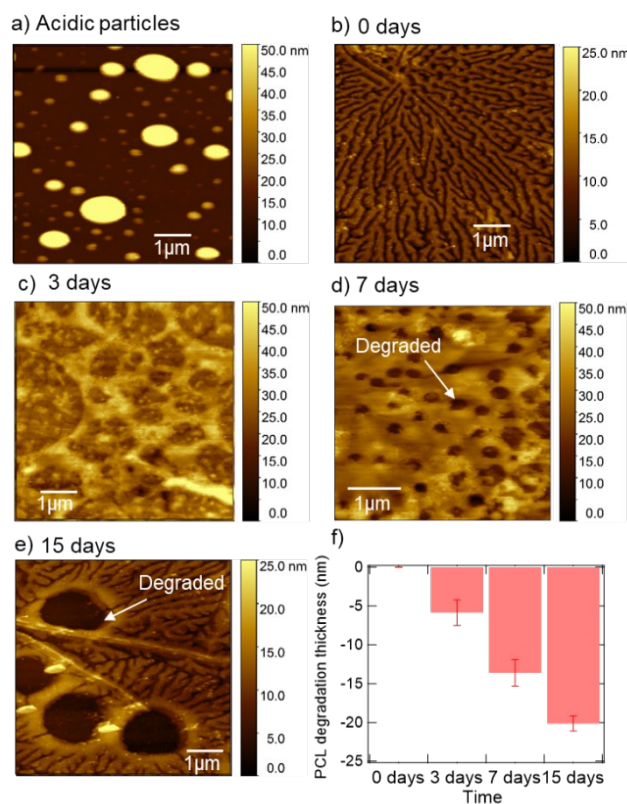 a) Acidic particles
50.0 nm
45.0
40.0
35.0
30.0
25.0
20.0
15.0
10.0
5.0
0.0
1µm
b) 0 days
25.0 nm
20.0
15.0
10.0
5.0
0.0
1µm
c) 3 days
50.0 nm
45.0
40.0
35.0
30.0
25.0
20.0
15.0
10.0
5.0
0.0
1µm
d) 7 days
Degraded
50.0 nm
45.0
40.0
35.0
30.0
25.0
20.0
15.0
10.0
5.0
0.0
1µm
e) 15 days
Degraded
25.0 nm
20.0
15.0
10.0
5.0
0.0
1µm
f)
PCL degradation thickness (nm)
0
-5
-10
-15
-20
-25
0 days 3 days 7 days 15 days
Time